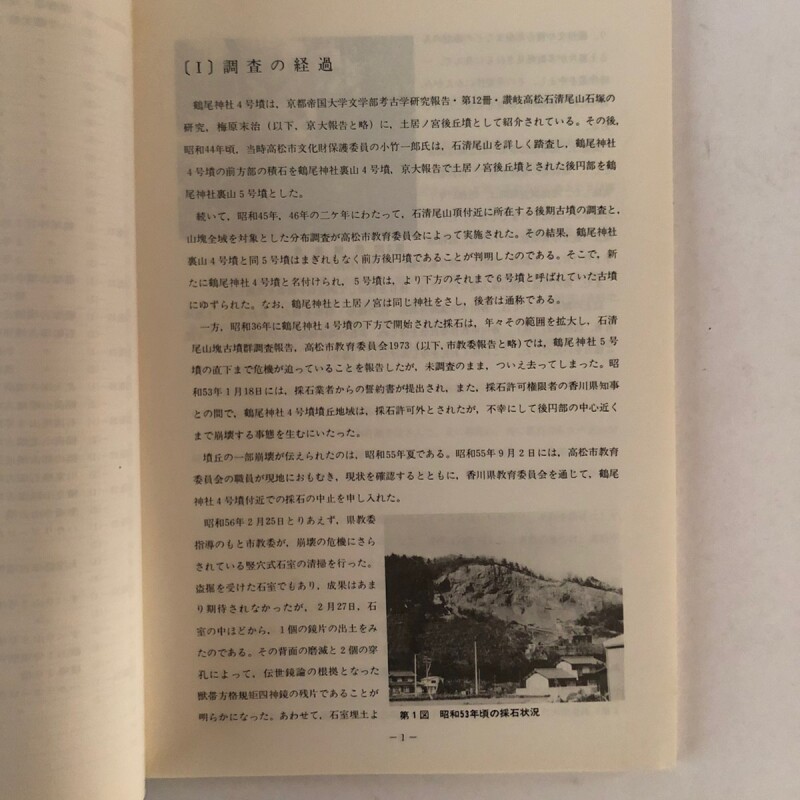 〔I〕調査の経過
鶴尾神社4号墳は、京都帝国大学文学部考古学研究報告・第12冊・讃岐高松石清尾山石塚の
研究，梅原末治（以下，京大報告と略）に、土居ノ宮後丘墳として紹介されている。その後，
昭和44年頃，当時高松市文化財保護委員の小竹一郎氏は、石清尾山を詳しく踏査し，鶴尾神社
4号墳の前方部の積石を鶴尾神社裏山4号墳，京大報告で土居ノ宮後丘墳とされた後円部を鶴
尾神社裏山5号墳とした。
続いて，昭和45年，46年の二ケ年にわたって，石清尾山頂付近に所在する後期古墳の調査と，
山塊全域を対象とした分布調査が高松市教育委員会によって実施された。その結果，鶴尾神社
裏山4号墳と同5号墳はまぎれもなく前方後円墳であることが判明したのである。そこで，新
たに鶴尾神社4号墳と名付けられ，5号墳は，より下方のそれまで6号墳と呼ばれていた古墳
にゆずられた。なお，鶴尾神社と土居ノ宮は同じ神社をさし，後者は通称である。
一方，昭和36年に鶴尾神社4号墳の下方で開始された採石は，年々その範囲を拡大し，石清
尾山塊古墳群調査報告，高松市教育委員会1973（以下，市教委報告と略）では，鶴尾神社5号
墳の直下まで危機が迫っていることを報告したが，未調査のまま，ついえ去ってしまった。昭
和53年1月18日には，採石業者からの誓約書が提出され，また，採石許可権限者の香川県知事
との間で，鶴尾神社4号墳墳丘地域は，採石許可外とされたが，不幸にして後円部の中心近く
まで崩壊する事態を生むにいたった。
墳丘の一部崩壊が伝えられたのは，昭和55年夏である。昭和55年9月2日には，高松市教育
委員会の職員が現地におもむき，現状を確認するとともに，香川県教育委員会を通じて，鶴尾
神社4号墳付近での採石の中止を申し入れた。
昭和56年2月25日とりあえず，県教委
指導のもと市教委が，崩壊の危機にさら
されている竪穴式石室の清掃を行った。
盗掘を受けた石室でもあり，成果はあま
り期待されなかったが，2月27日，石
室の中ほどから，1個の鏡片の出土をみ
たのである。その背面の磨滅と2個の穿
孔によって，伝世鏡論の根拠となった
獣帯方格規矩四神鏡の残片であることが
明らかになった。あわせて，石室埋土よ
第1図 昭和53年頃の採石状況
－1－